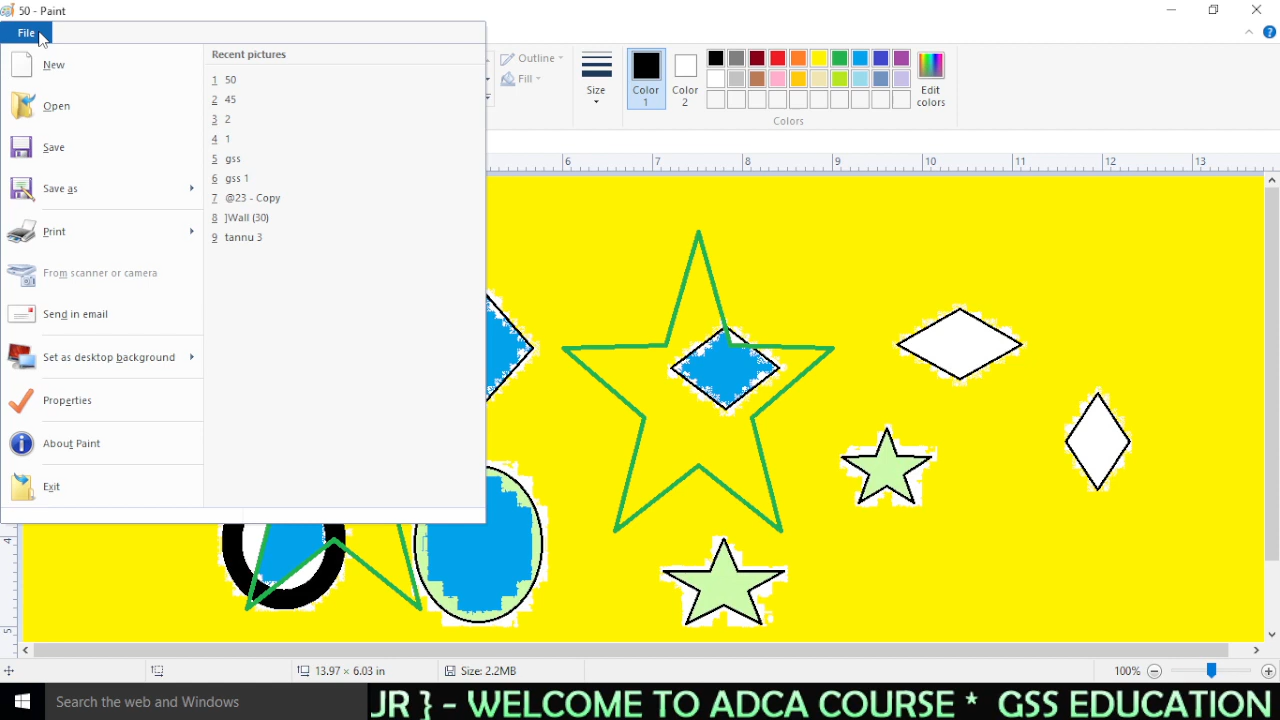 50 - Paint
File
Recent pictures
New
1 50
Open
2 45
3 2
Save
4 1
5 gss
6 gss 1
Save as
7 @23 - Copy
8 ]Wall (30)
Print
9 tannu 3
From scanner or camera
Send in email
Set as desktop background
Properties
About Paint
Exit
Outline
Fill
Size
Color 1
Color 2
Edit colors
Colors
6 7 8 9 10 11 12 13
4
5
13.97 × 6.03 in
Size: 2.2MB
100%
Search the web and Windows
JR } - WELCOME TO ADCA COURSE * GSS EDUCATION